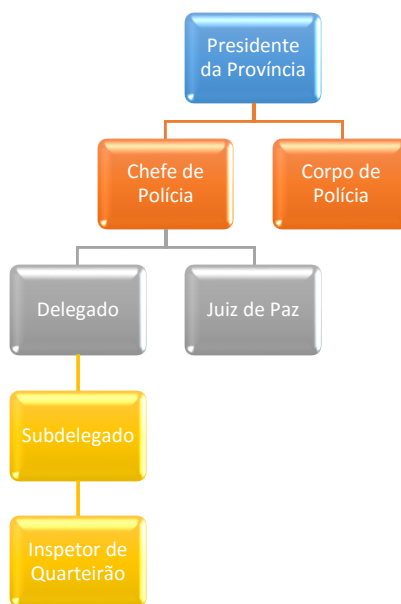 Presidente
da Província
Chefe de
Polícia
Corpo de
Polícia
Delegado
Juiz de Paz
Subdelegado
Inspetor de
Quarteirão